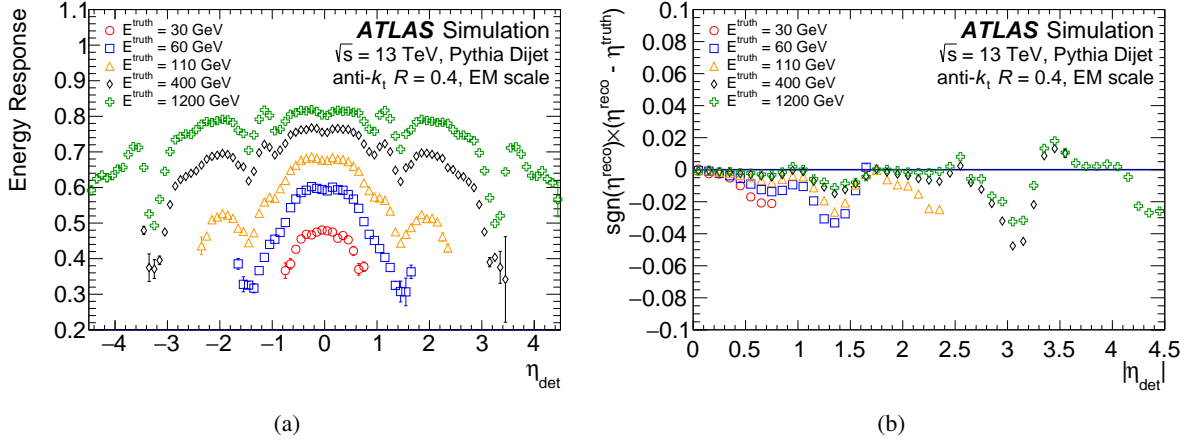 Energy Response
1.1
1
0.9
0.8
0.7
0.6
0.5
0.4
0.3
0.2
E^truth = 30 GeV
E^truth = 60 GeV
E^truth = 110 GeV
E^truth = 400 GeV
E^truth = 1200 GeV
ATLAS Simulation
√s = 13 TeV, Pythia Dijet
anti-k_t R = 0.4, EM scale
−4 −3 −2 −1 0 1 2 3 4
η_det
(a)
sgn(η^reco)×(η^reco - η^truth)
0.1
0.08
0.06
0.04
0.02
0
−0.02
−0.04
−0.06
−0.08
−0.1
E^truth = 30 GeV
E^truth = 60 GeV
E^truth = 110 GeV
E^truth = 400 GeV
E^truth = 1200 GeV
ATLAS Simulation
√s = 13 TeV, Pythia Dijet
anti-k_t R = 0.4, EM scale
0 0.5 1 1.5 2 2.5 3 3.5 4 4.5
|η_det|
(b)